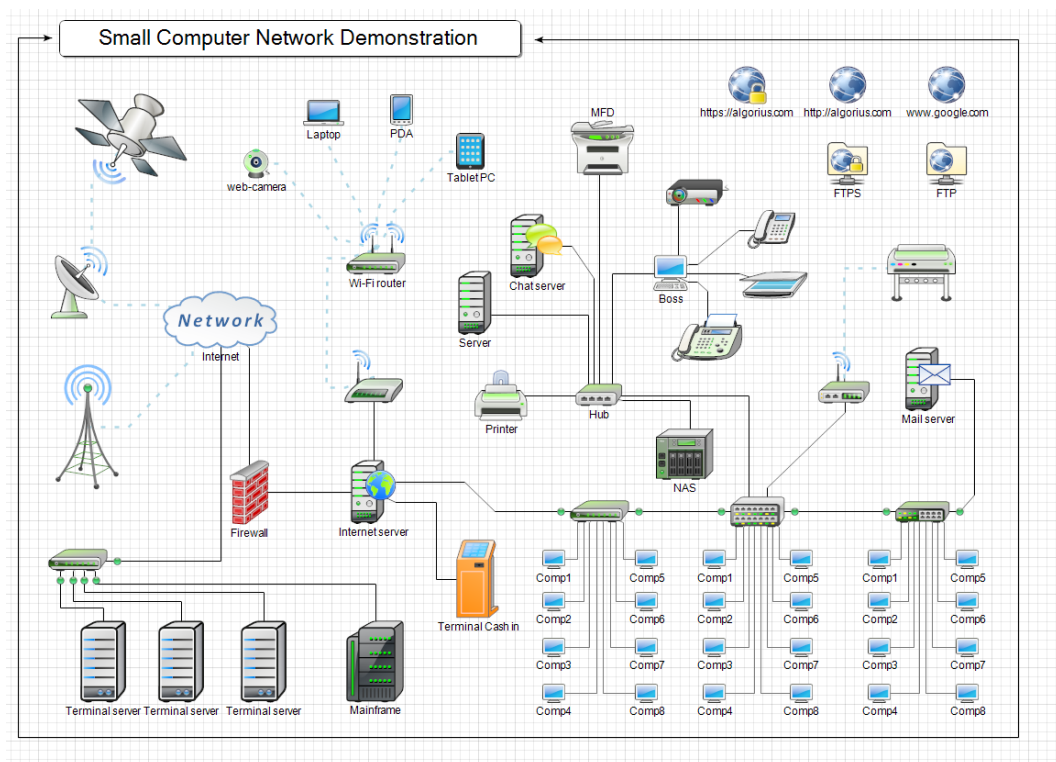 Small Computer Network Demonstration
Laptop
PDA
MFD
https://algorius.com
http://algorius.com
www.google.com
web-camera
Tablet PC
FTPS
FTP
Wi-Fi router
Chat server
Boss
Network
Internet
Server
Printer
Hub
Mail server
NAS
Firewall
Internet server
Terminal Cash in
Comp1
Comp5
Comp1
Comp5
Comp1
Comp5
Comp2
Comp6
Comp2
Comp6
Comp2
Comp6
Comp3
Comp7
Comp3
Comp7
Comp3
Comp7
Comp4
Comp8
Comp4
Comp8
Comp4
Comp8
Terminal server
Terminal server
Terminal server
Mainframe